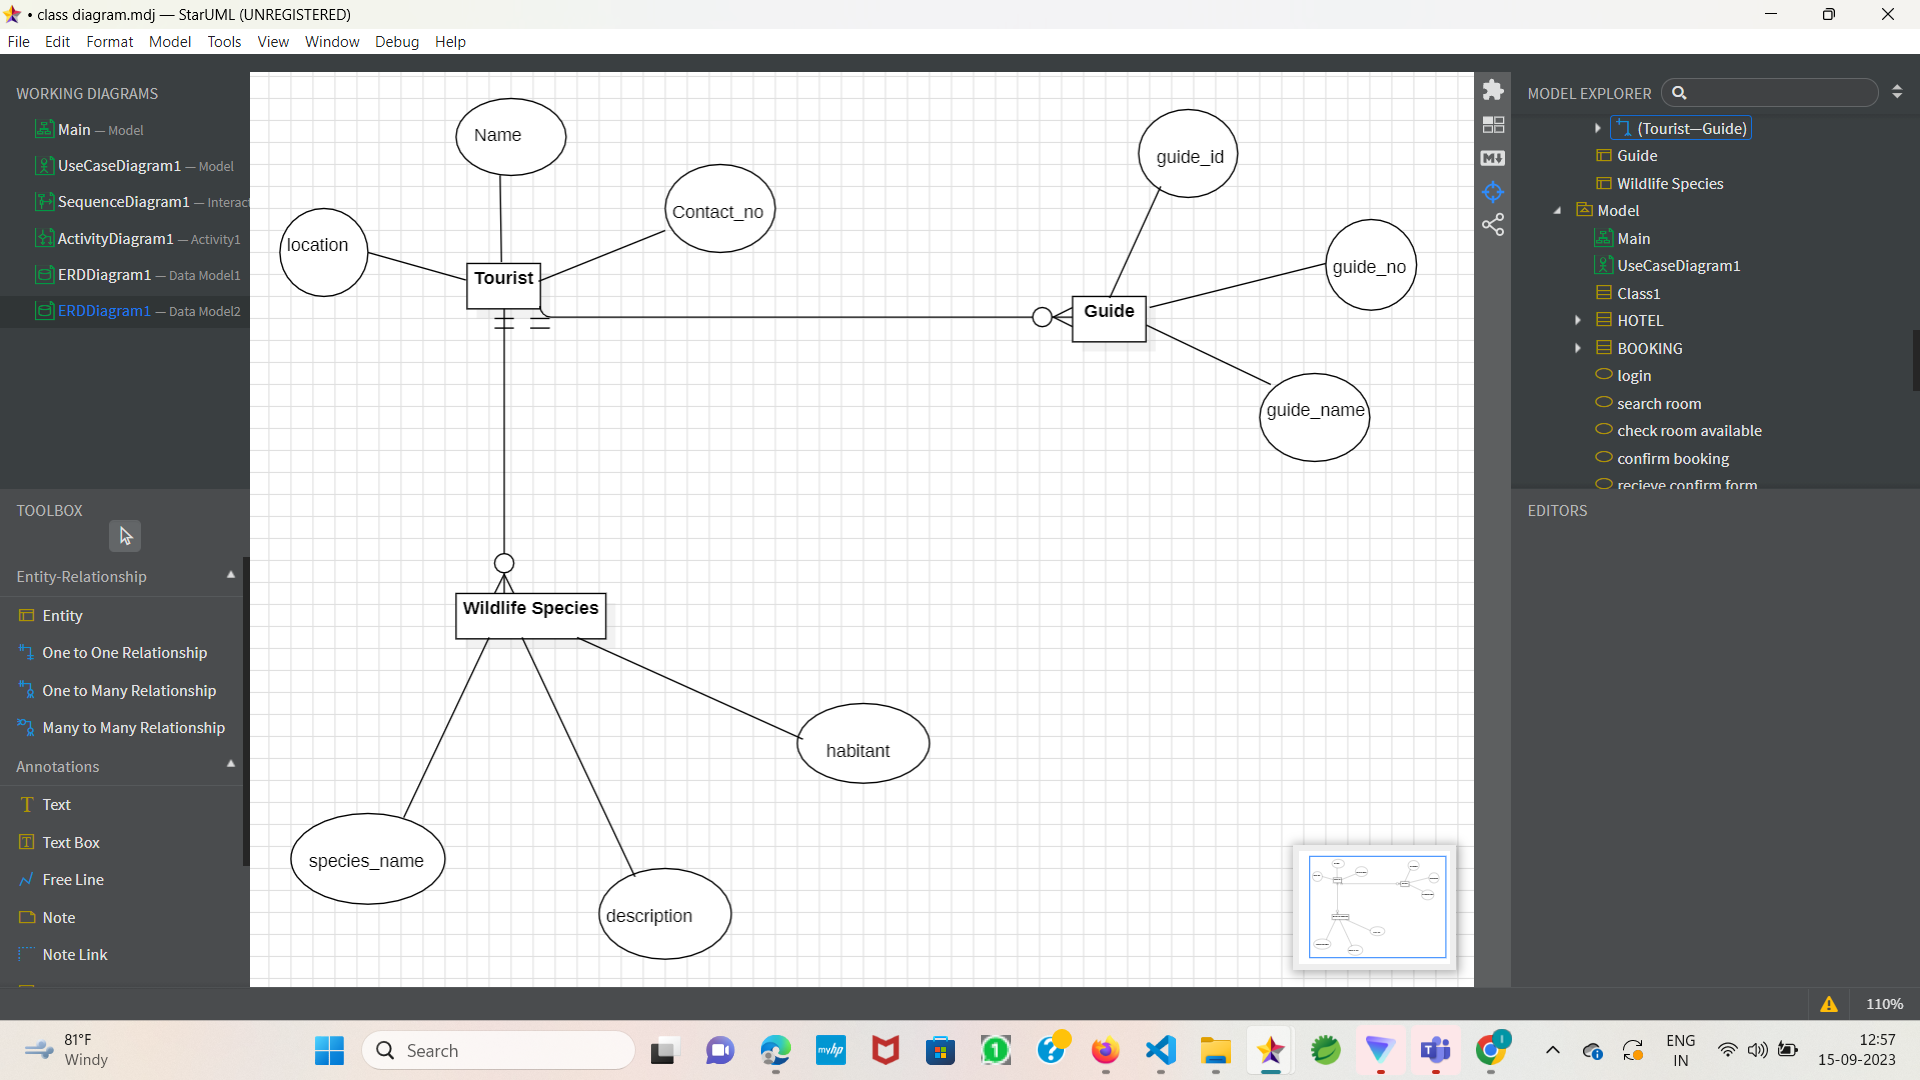 • class diagram.mdj — StarUML (UNREGISTERED)
File Edit Format Model Tools View Window Debug Help
WORKING DIAGRAMS
Main — Model
UseCaseDiagram1 — Model
SequenceDiagram1 — Interact
ActivityDiagram1 — Activity1
ERDDiagram1 — Data Model1
ERDDiagram1 — Data Model2
TOOLBOX
Entity-Relationship
Entity
One to One Relationship
One to Many Relationship
Many to Many Relationship
Annotations
Text
Text Box
Free Line
Note
Note Link
Name
Contact_no
location
Tourist
guide_id
guide_no
Guide
guide_name
Wildlife Species
habitant
species_name
description
MODEL EXPLORER
(Tourist—Guide)
Guide
Wildlife Species
Model
Main
UseCaseDiagram1
Class1
HOTEL
BOOKING
login
search room
check room available
confirm booking
recieve confirm form
EDITORS
110%
81°F
Windy
Search
myhp
1
ENG
IN
12:57
15-09-2023